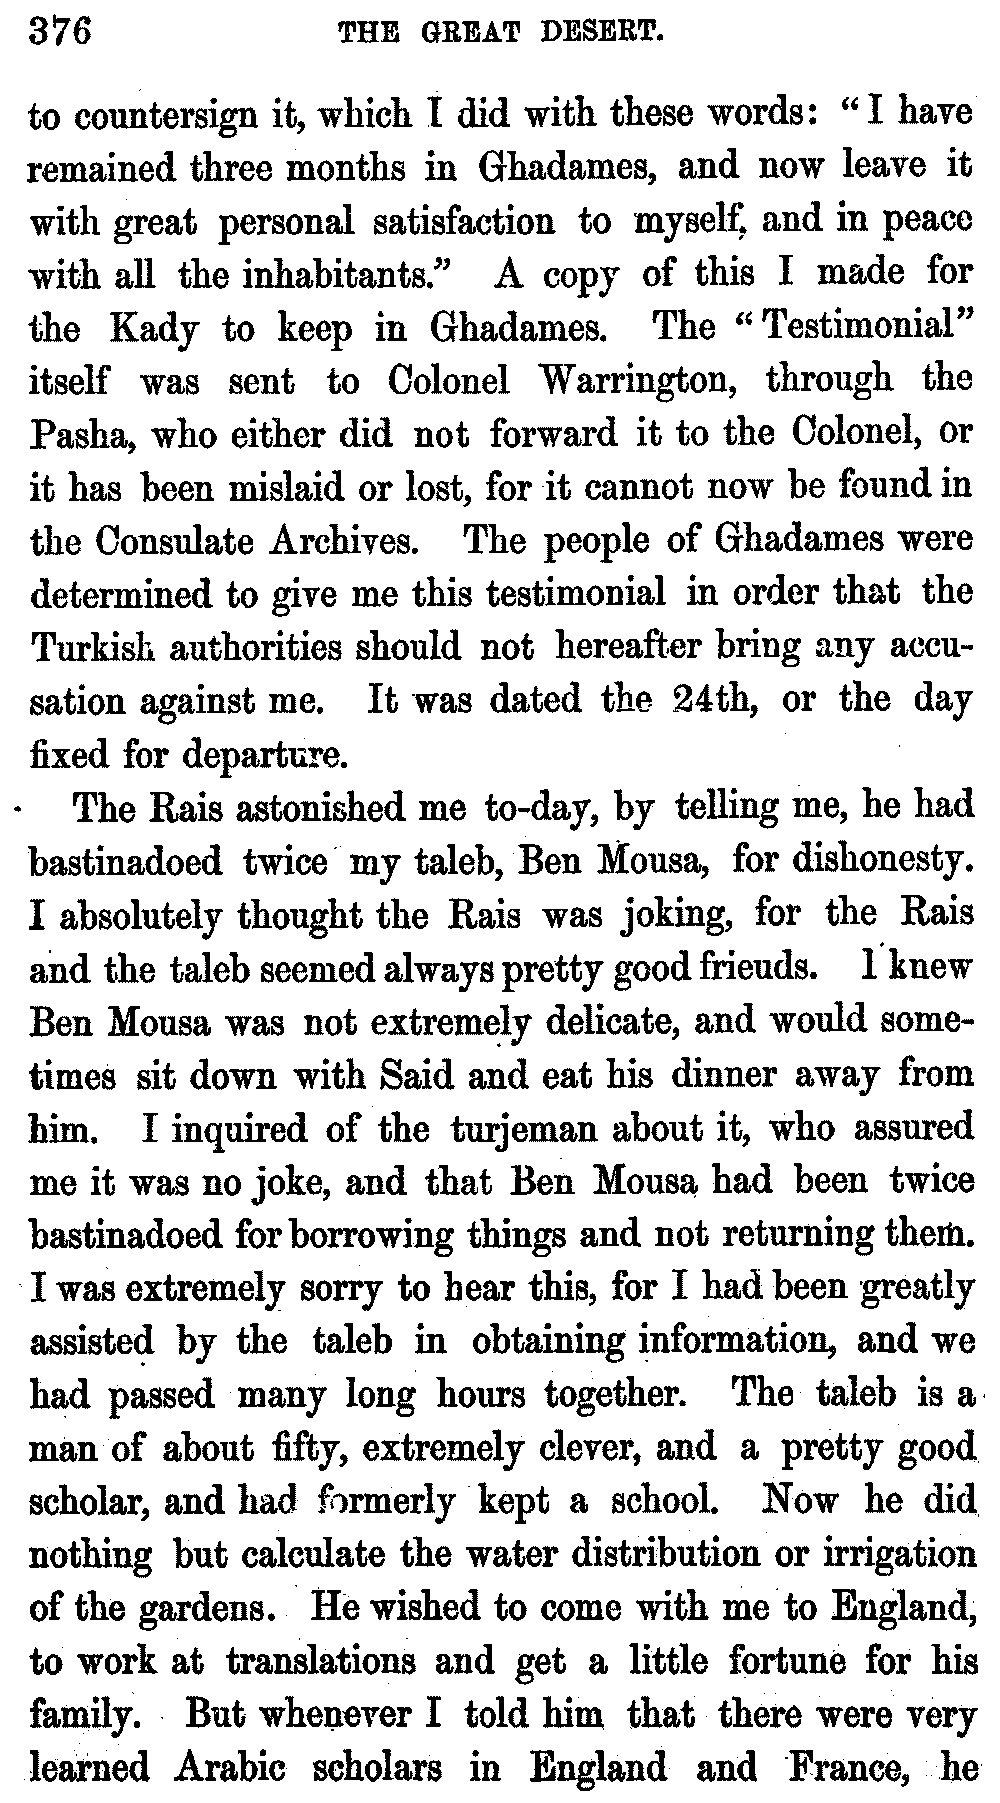 376 THE GREAT DESERT.
to countersign it, which I did with these words: "I have
remained three months in Ghadames, and now leave it
with great personal satisfaction to myself, and in peace
with all the inhabitants." A copy of this I made for
the Kady to keep in Ghadames. The "Testimonial"
itself was sent to Colonel Warrington, through the
Pasha, who either did not forward it to the Colonel, or
it has been mislaid or lost, for it cannot now be found in
the Consulate Archives. The people of Ghadames were
determined to give me this testimonial in order that the
Turkish authorities should not hereafter bring any accu-
sation against me. It was dated the 24th, or the day
fixed for departure.
The Rais astonished me to-day, by telling me, he had
bastinadoed twice my taleb, Ben Mousa, for dishonesty.
I absolutely thought the Rais was joking, for the Rais
and the taleb seemed always pretty good frieuds. I knew
Ben Mousa was not extremely delicate, and would some-
times sit down with Said and eat his dinner away from
him. I inquired of the turjeman about it, who assured
me it was no joke, and that Ben Mousa had been twice
bastinadoed for borrowing things and not returning them.
I was extremely sorry to hear this, for I had been greatly
assisted by the taleb in obtaining information, and we
had passed many long hours together. The taleb is a
man of about fifty, extremely clever, and a pretty good
scholar, and had formerly kept a school. Now he did
nothing but calculate the water distribution or irrigation
of the gardens. He wished to come with me to England,
to work at translations and get a little fortune for his
family. But whenever I told him that there were very
learned Arabic scholars in England and France, he